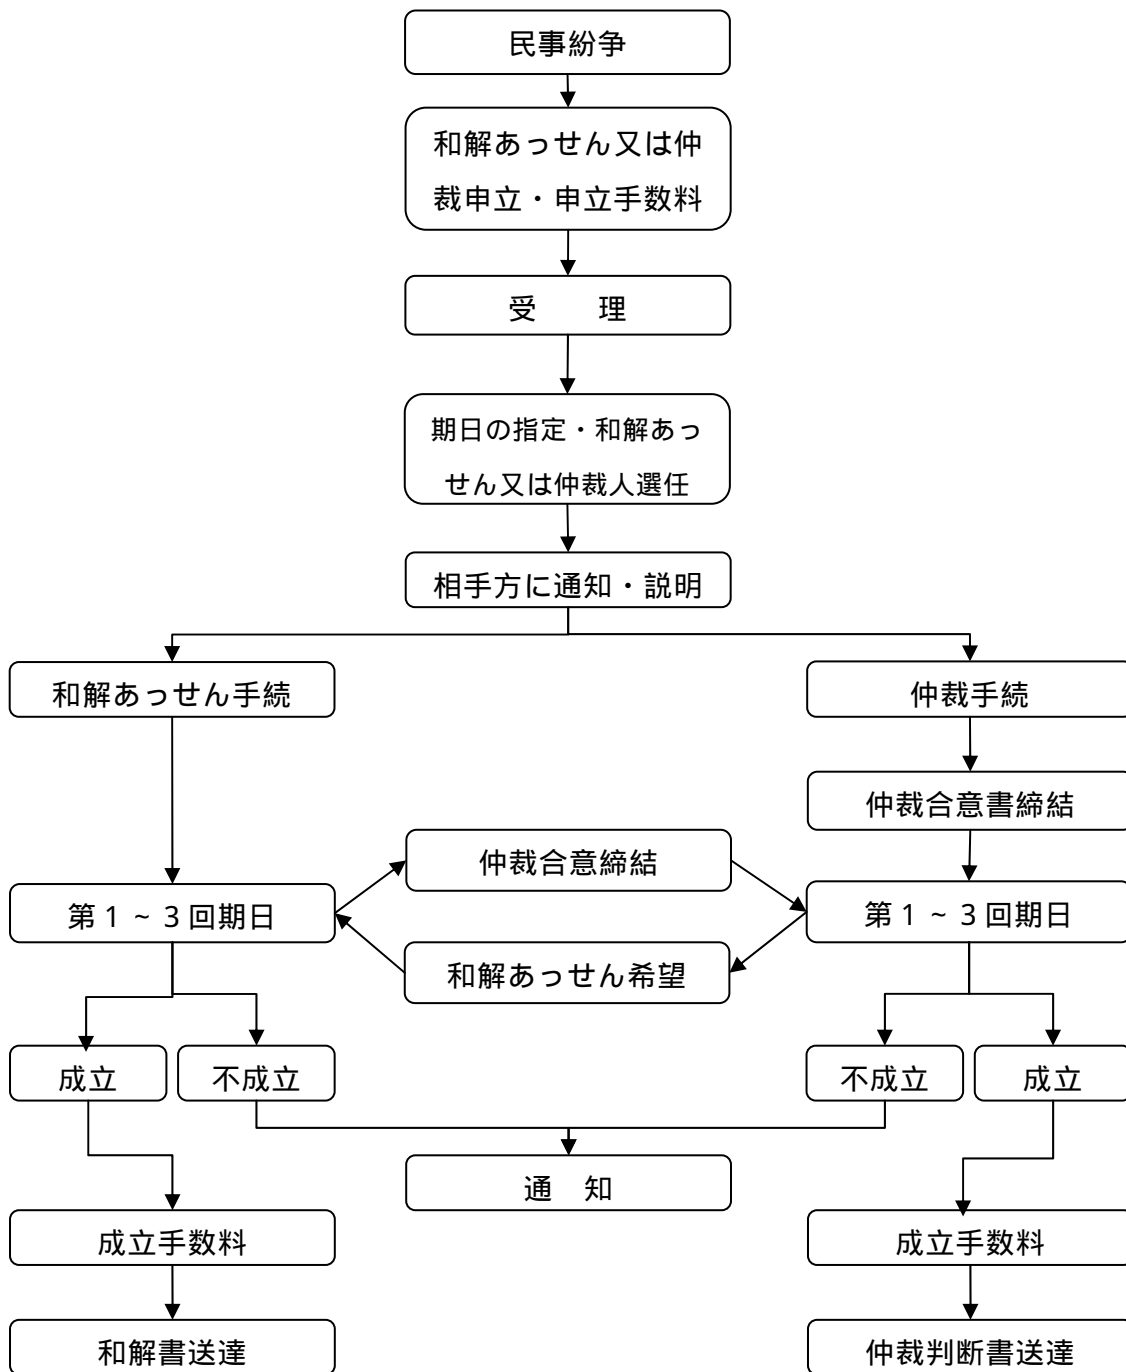 民事紛争
和解あっせん又は仲
裁申立・申立手数料
受　　理
期日の指定・和解あっ
せん又は仲裁人選任
相手方に通知・説明
和解あっせん手続
仲裁手続
仲裁合意書締結
仲裁合意締結
第１～３回期日
第１～３回期日
和解あっせん希望
成立
不成立
不成立
成立
通　知
成立手数料
成立手数料
和解書送達
仲裁判断書送達